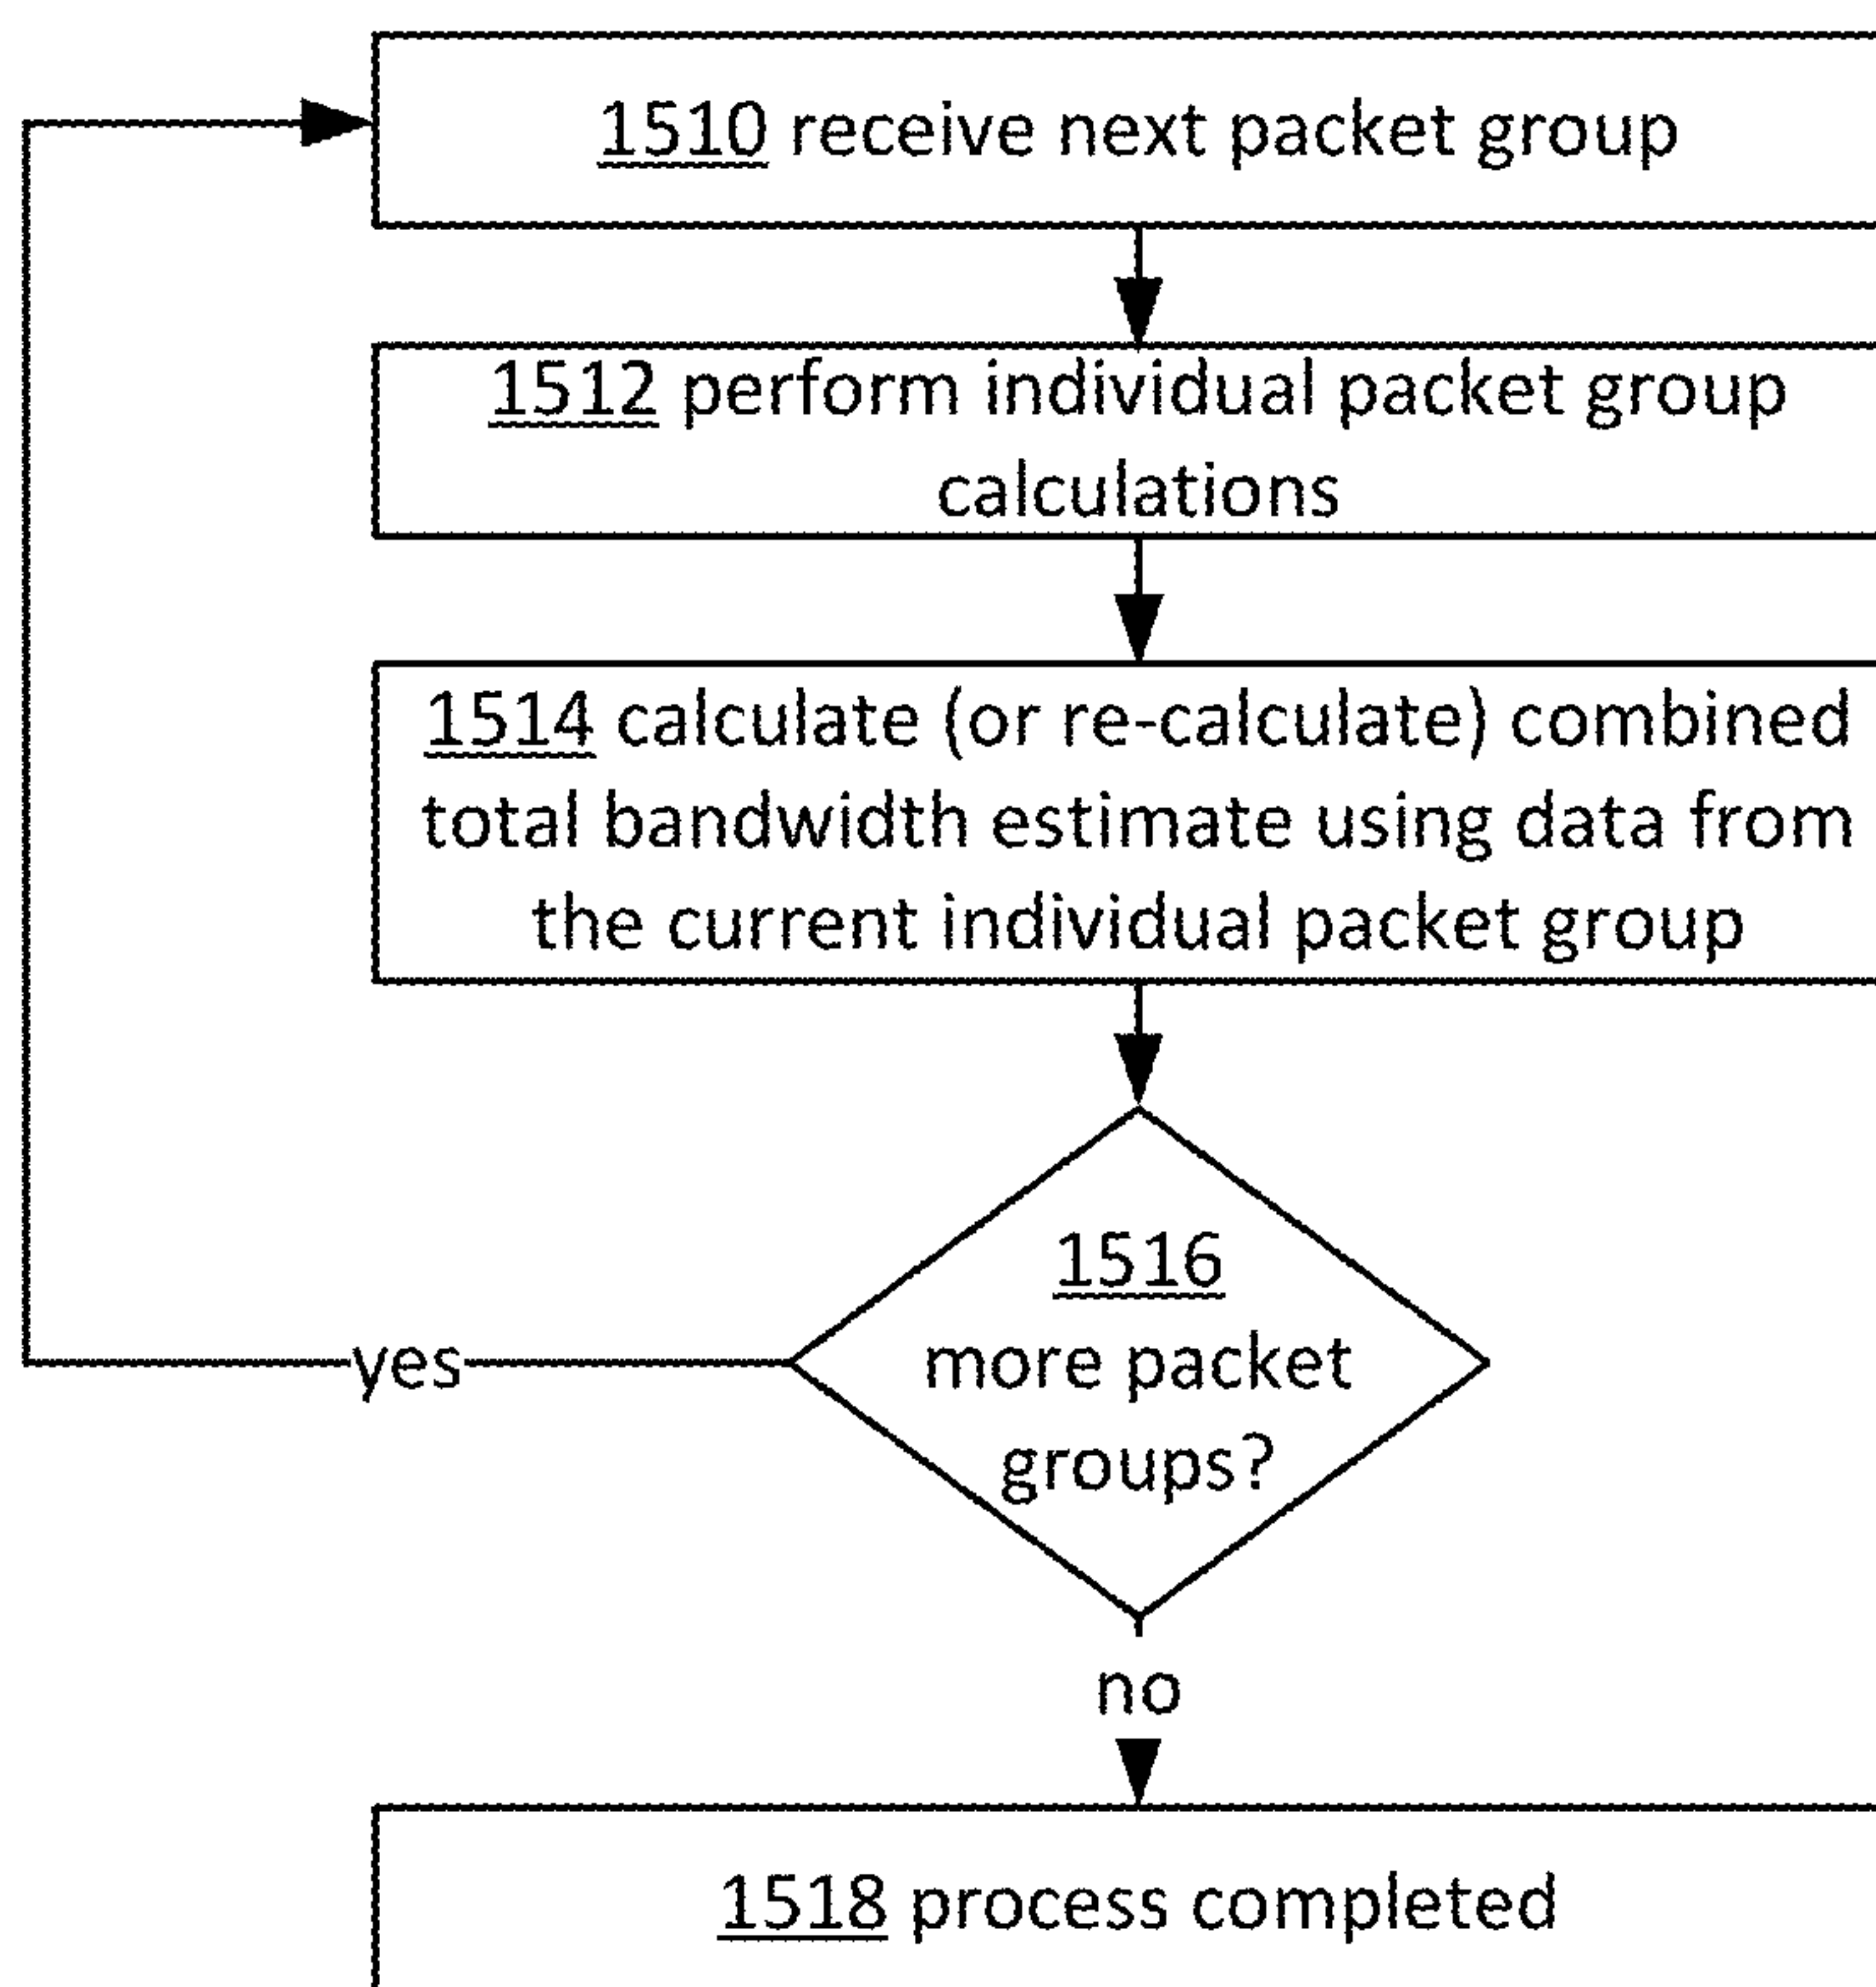 1510 receive next packet group
1512 perform individual packet group
calculations
1514 calculate (or re-calculate) combined
total bandwidth estimate using data from
the current individual packet group
1516
more packet
groups?
yes
no
1518 process completed